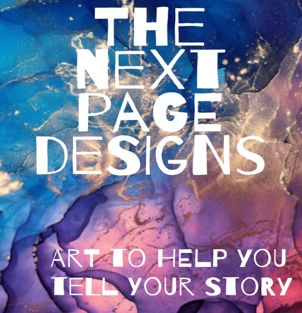 THE
NEXT
PAGE
DESIGNS
ART TO HELP YOU
TELL YOUR STORY